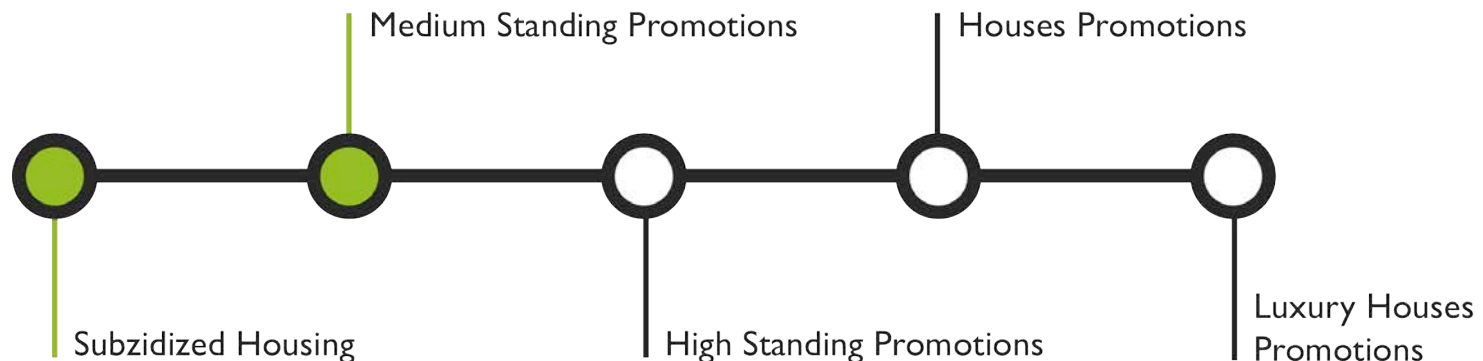 Medium Standing Promotions
Houses Promotions
Subzidized Housing
High Standing Promotions
Luxury Houses
Promotions